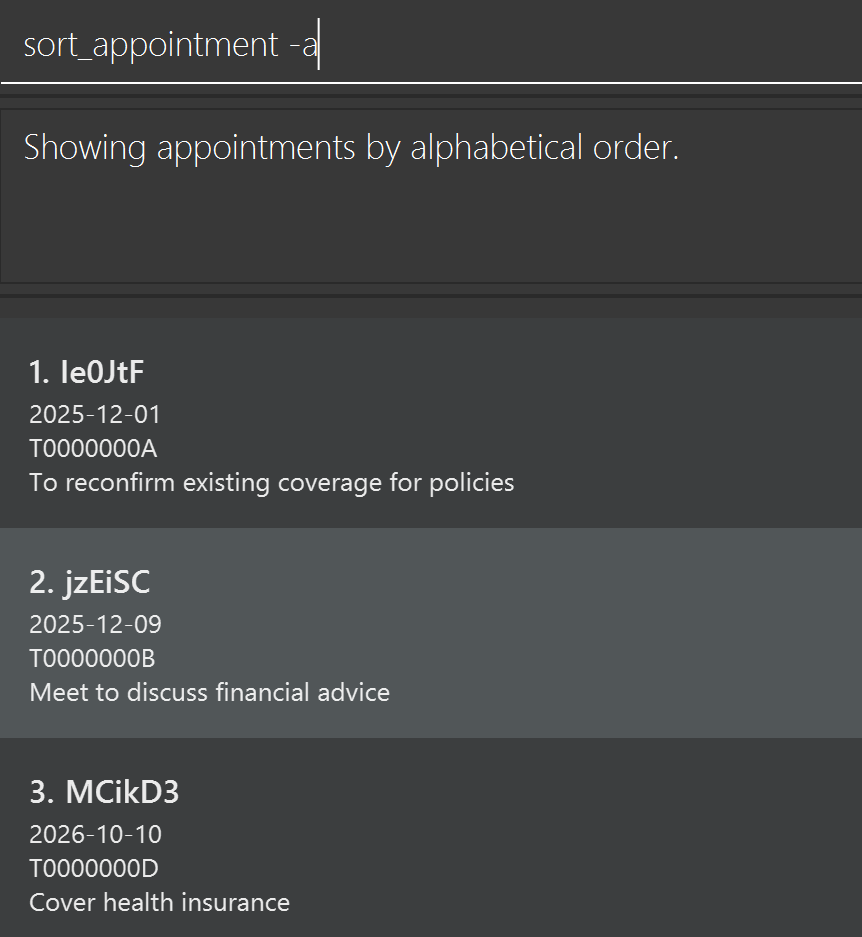 sort_appointment -a
Showing appointments by alphabetical order.
1. Ie0JtF
2025-12-01
T0000000A
To reconfirm existing coverage for policies
2. jzEiSC
2025-12-09
T0000000B
Meet to discuss financial advice
3. MCikD3
2026-10-10
T0000000D
Cover health insurance